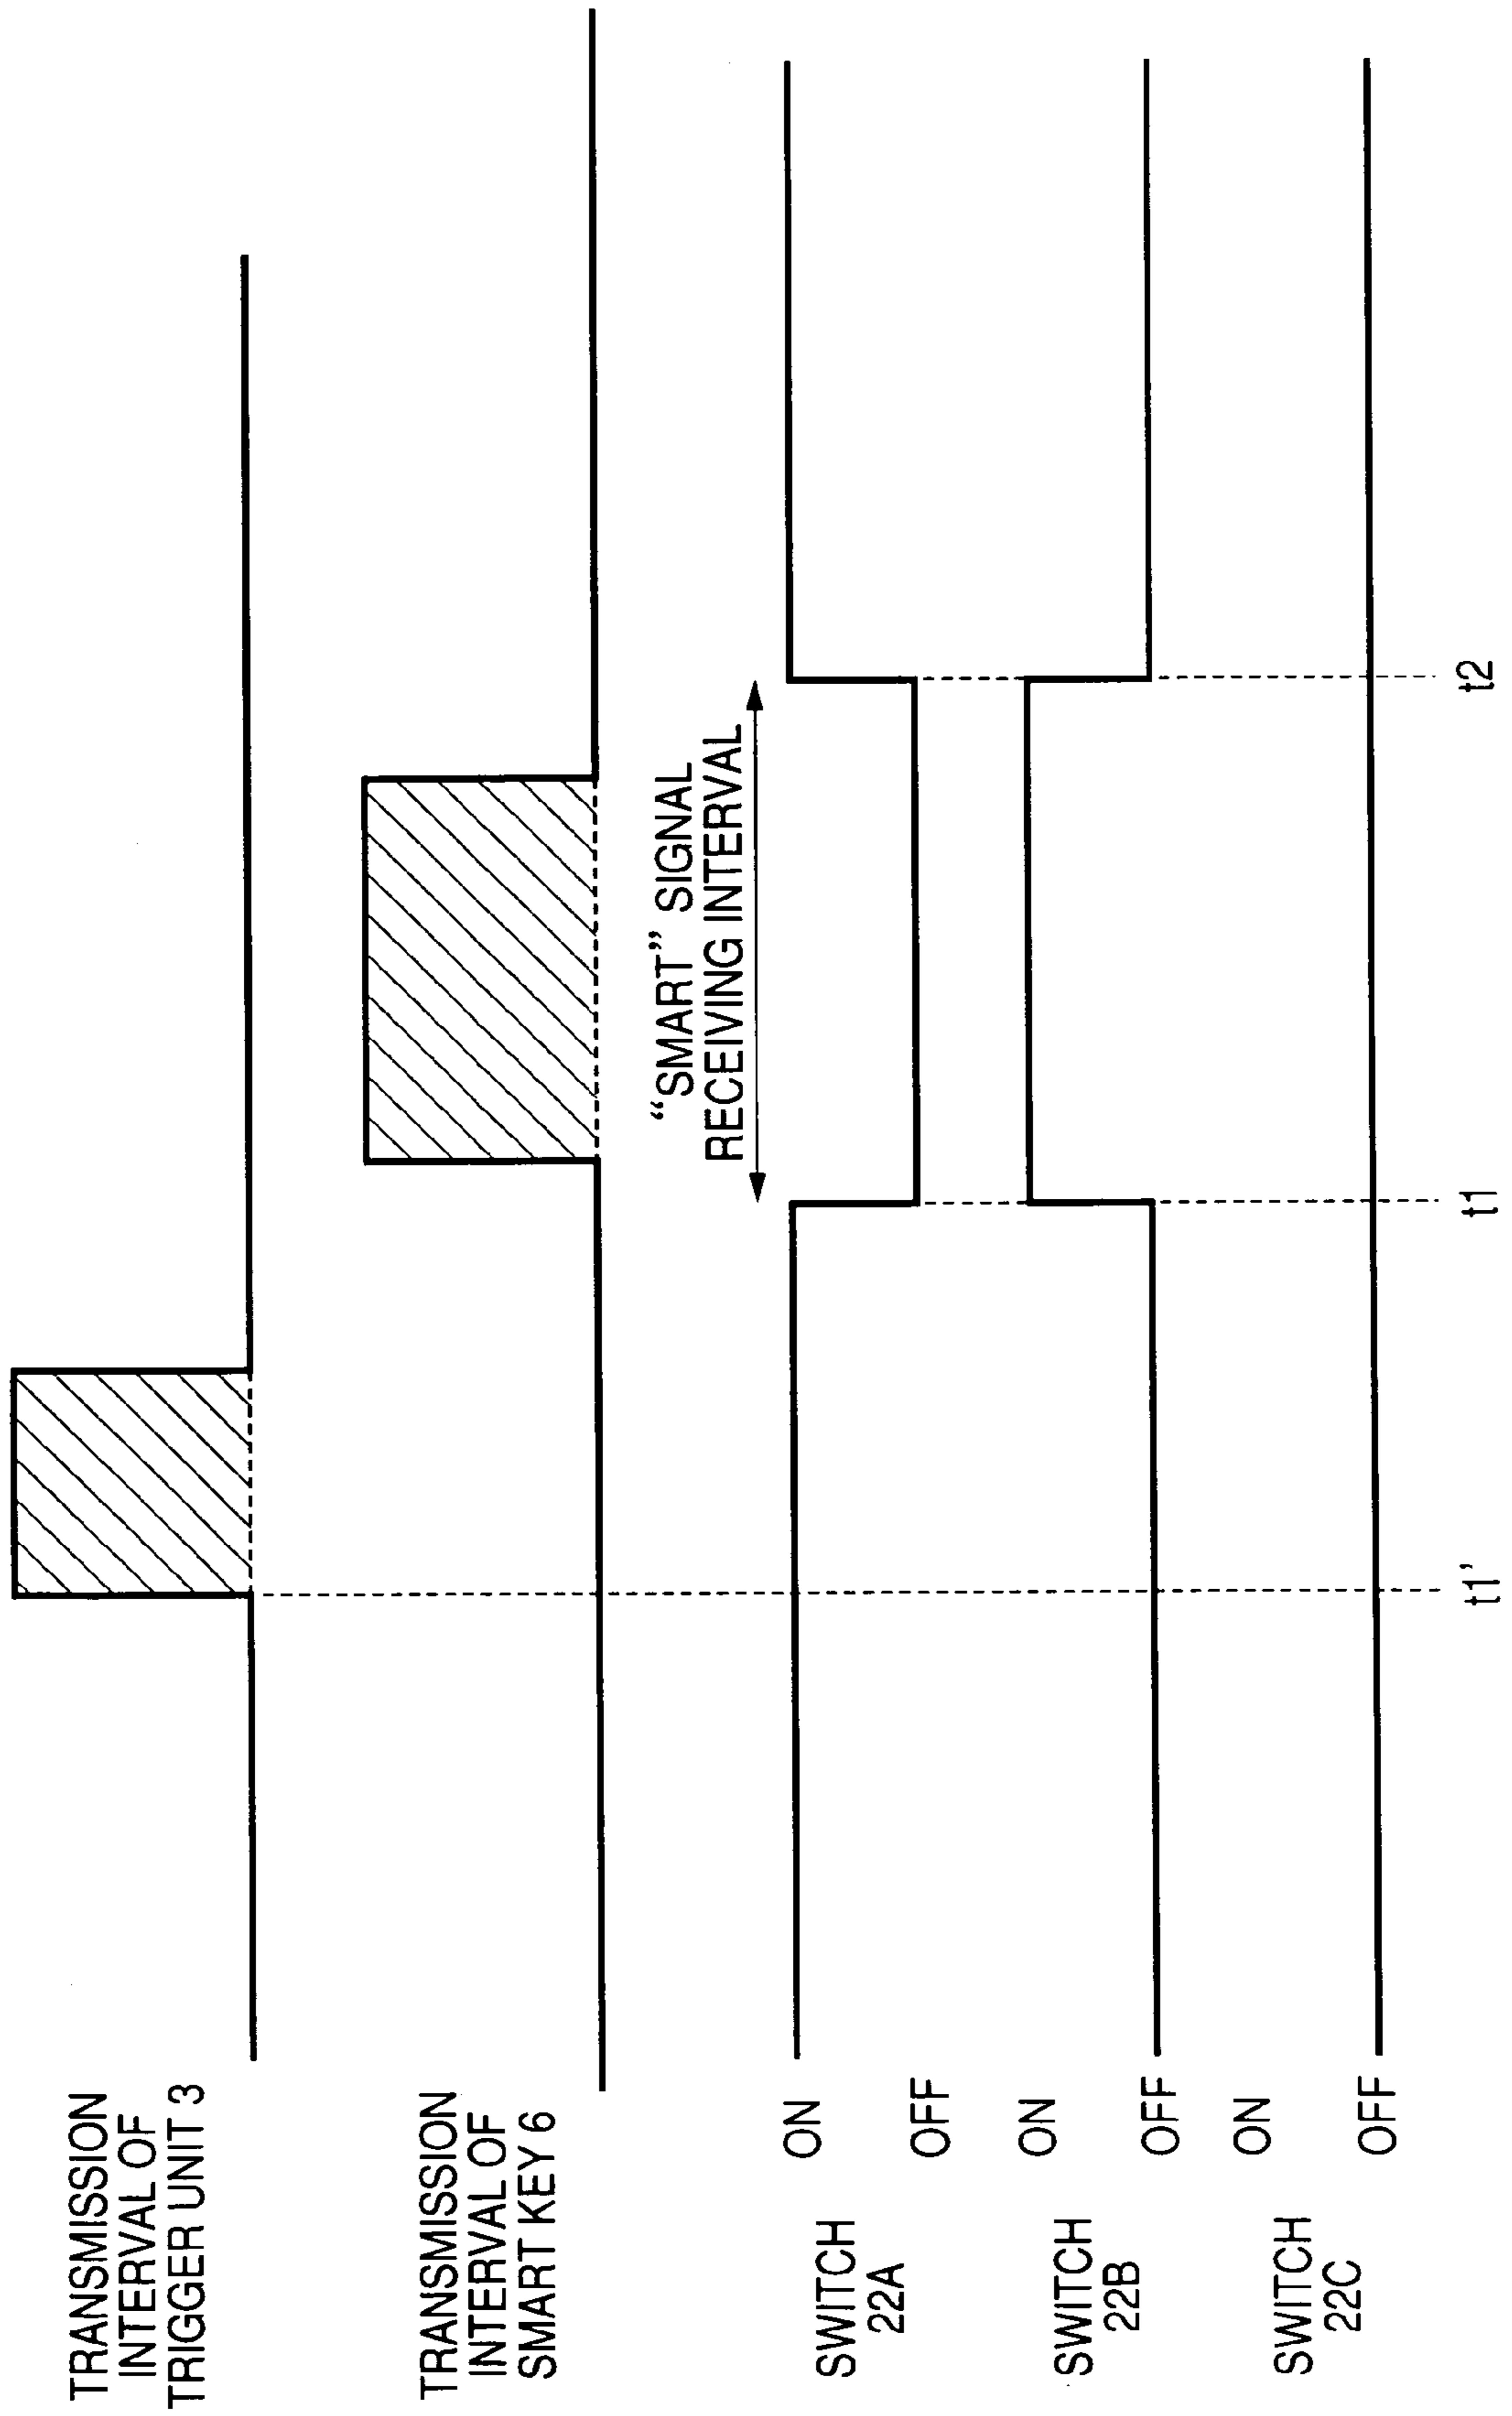 TRANSMISSION
INTERVAL OF
TRIGGER UNIT 3
TRANSMISSION
INTERVAL OF
SMART KEY 6
“SMART” SIGNAL
RECEIVING INTERVAL
SWITCH
22A
ON
OFF
SWITCH
22B
ON
OFF
SWITCH
22C
ON
OFF
t1’
t1
t2